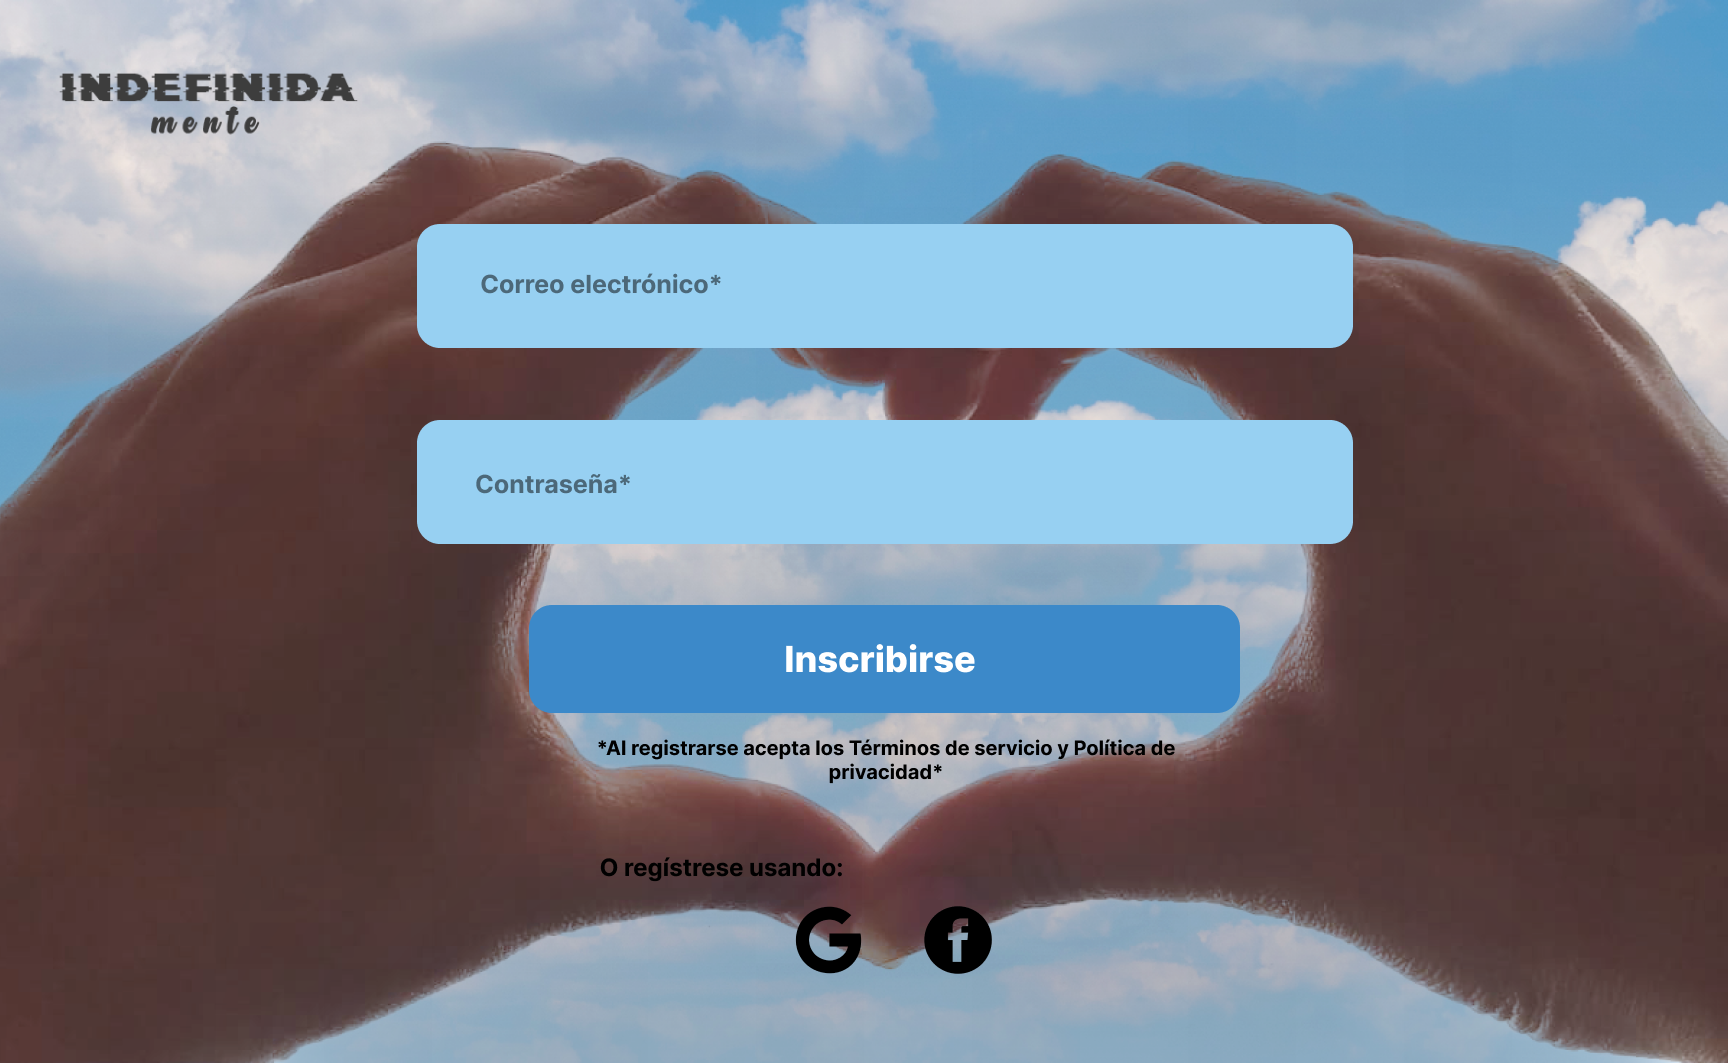 INDEFINIDA
mente
Correo electrónico*
Contraseña*
Inscribirse
*Al registrarse acepta los Términos de servicio y Política de
privacidad*
O regístrese usando: